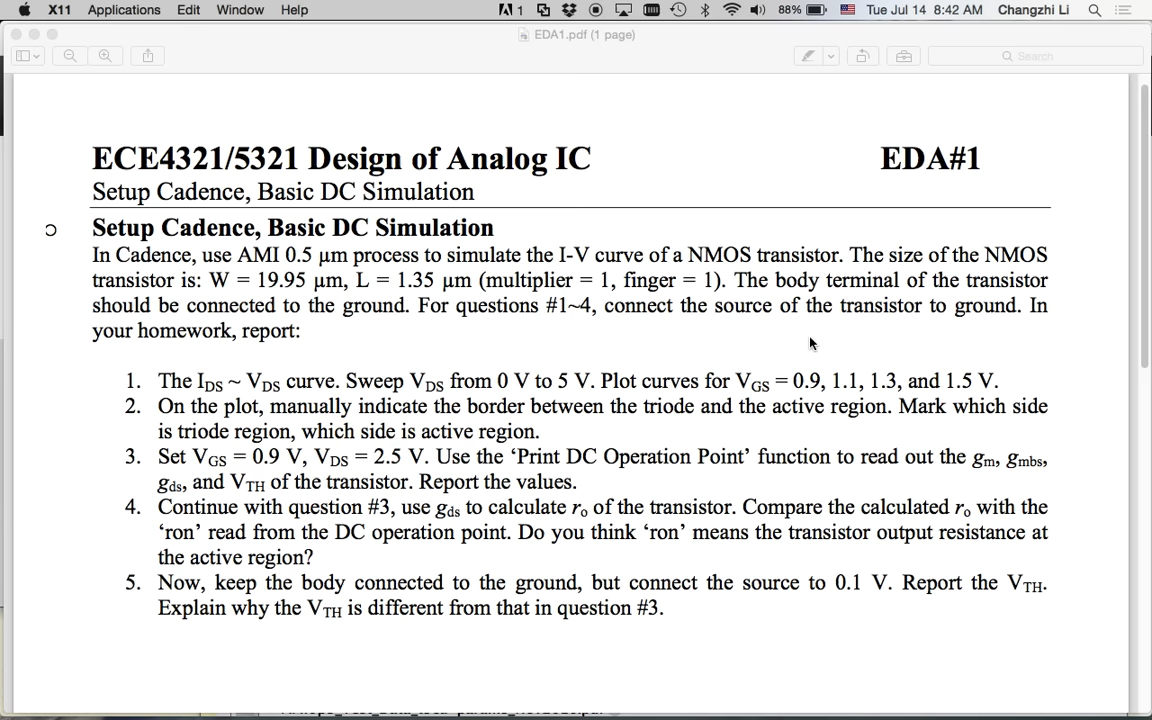 X11 Applications Edit Window Help 1 88% Tue Jul 14 8:42 AM Changzhi Li
EDA1.pdf (1 page)
Search
ECE4321/5321 Design of Analog IC EDA#1
Setup Cadence, Basic DC Simulation
Setup Cadence, Basic DC Simulation
In Cadence, use AMI 0.5 μm process to simulate the I-V curve of a NMOS transistor. The size of the NMOS
transistor is: W = 19.95 μm, L = 1.35 μm (multiplier = 1, finger = 1). The body terminal of the transistor
should be connected to the ground. For questions #1~4, connect the source of the transistor to ground. In
your homework, report:
1. The IDS ~ VDS curve. Sweep VDS from 0 V to 5 V. Plot curves for VGS = 0.9, 1.1, 1.3, and 1.5 V.
2. On the plot, manually indicate the border between the triode and the active region. Mark which side
is triode region, which side is active region.
3. Set VGS = 0.9 V, VDS = 2.5 V. Use the ‘Print DC Operation Point’ function to read out the gm, gmbs,
gds, and VTH of the transistor. Report the values.
4. Continue with question #3, use gds to calculate ro of the transistor. Compare the calculated ro with the
‘ron’ read from the DC operation point. Do you think ‘ron’ means the transistor output resistance at
the active region?
5. Now, keep the body connected to the ground, but connect the source to 0.1 V. Report the VTH.
Explain why the VTH is different from that in question #3.